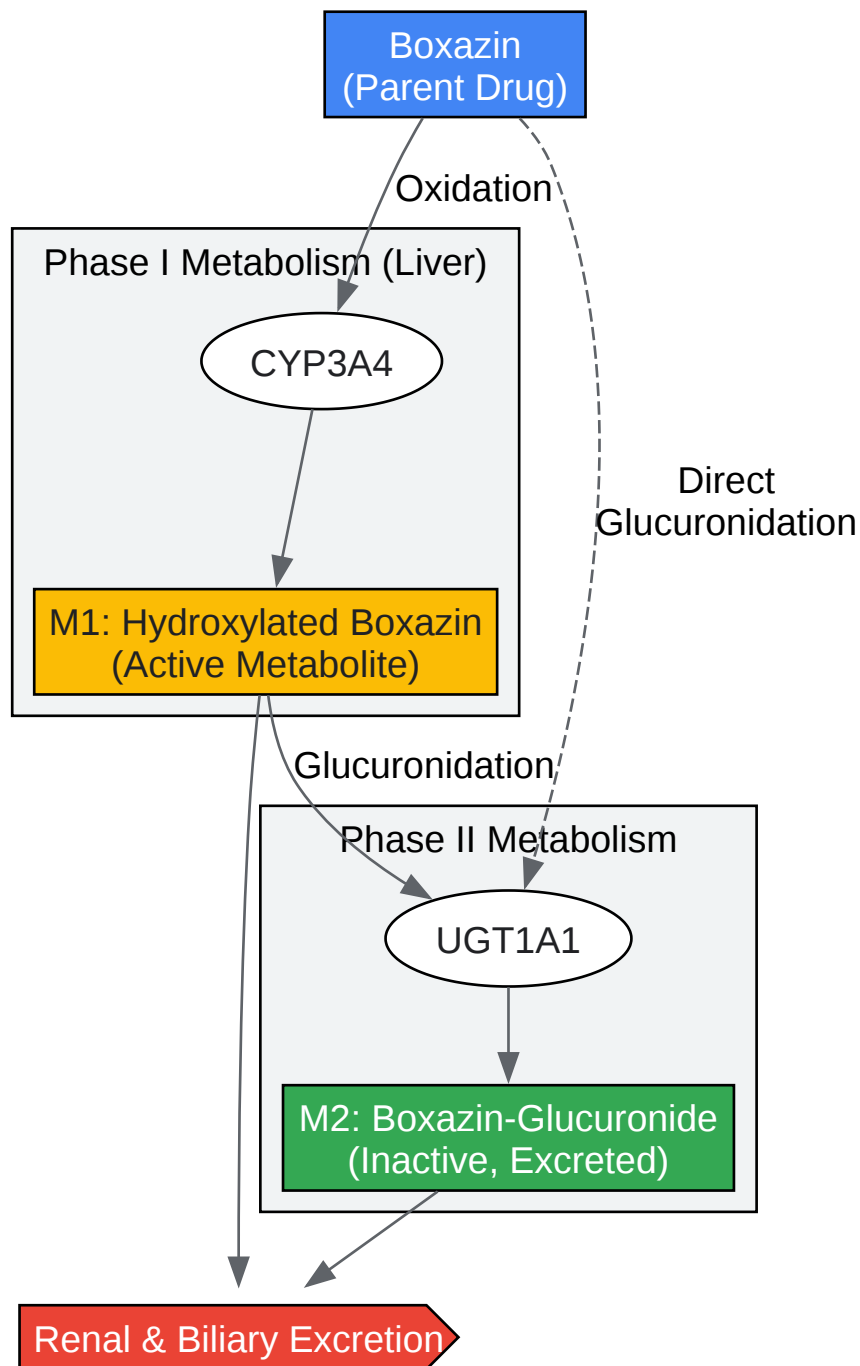 Boxazin
(Parent Drug)
Oxidation
Phase I Metabolism (Liver)
CYP3A4
Direct
Glucuronidation
M1: Hydroxylated Boxazin
(Active Metabolite)
Glucuronidation
Phase II Metabolism
UGT1A1
M2: Boxazin-Glucuronide
(Inactive, Excreted)
Renal & Biliary Excretion